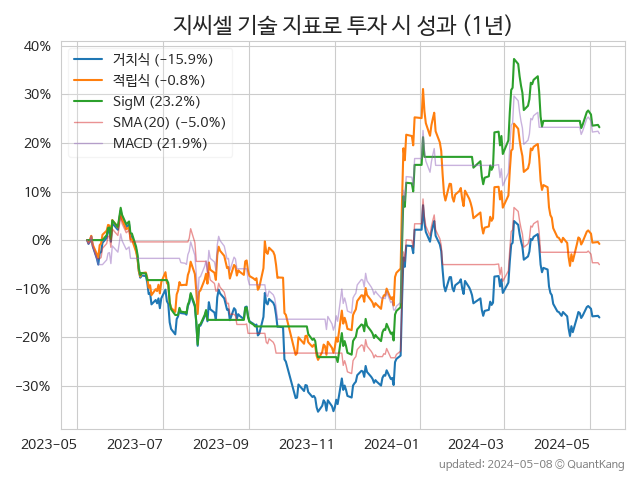 지씨셀 기술 지표로 투자 시 성과 (1년)
40%
30%
20%
10%
0%
−10%
−20%
−30%
거치식 (−15.9%)
적립식 (−0.8%)
SigM (23.2%)
SMA(20) (−5.0%)
MACD (21.9%)
2023-05
2023-07
2023-09
2023-11
2024-01
2024-03
2024-05
updated: 2024-05-08 © QuantKang